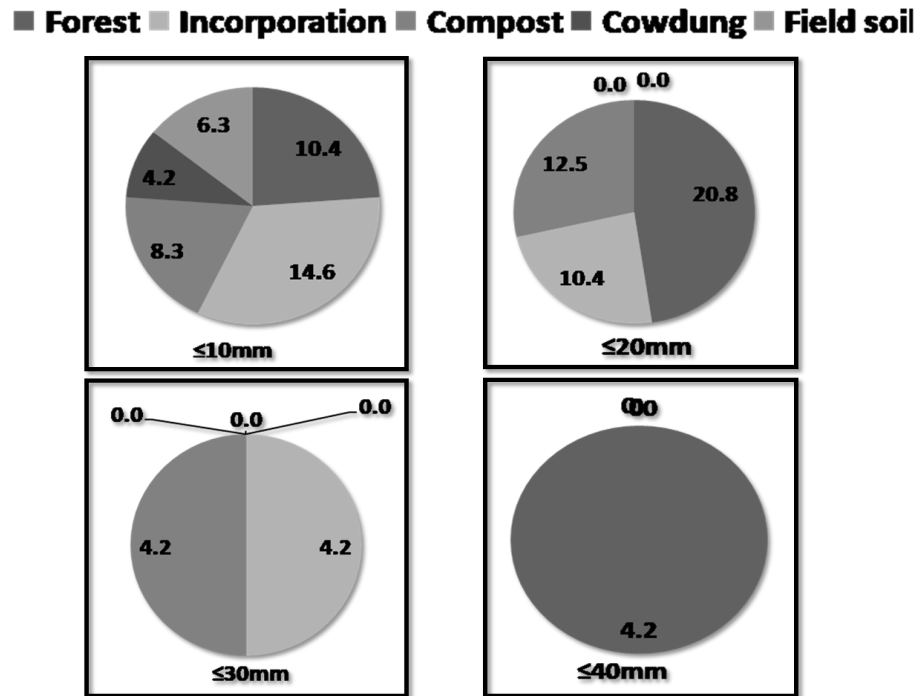 Forest Incorporation Compost Cowdung Field soil
6.3 10.4
4.2
8.3
14.6
≤10mm
0.0 0.0
12.5
20.8
10.4
≤20mm
0.0 0.0 0.0
4.2 4.2
≤30mm
4.2
≤40mm